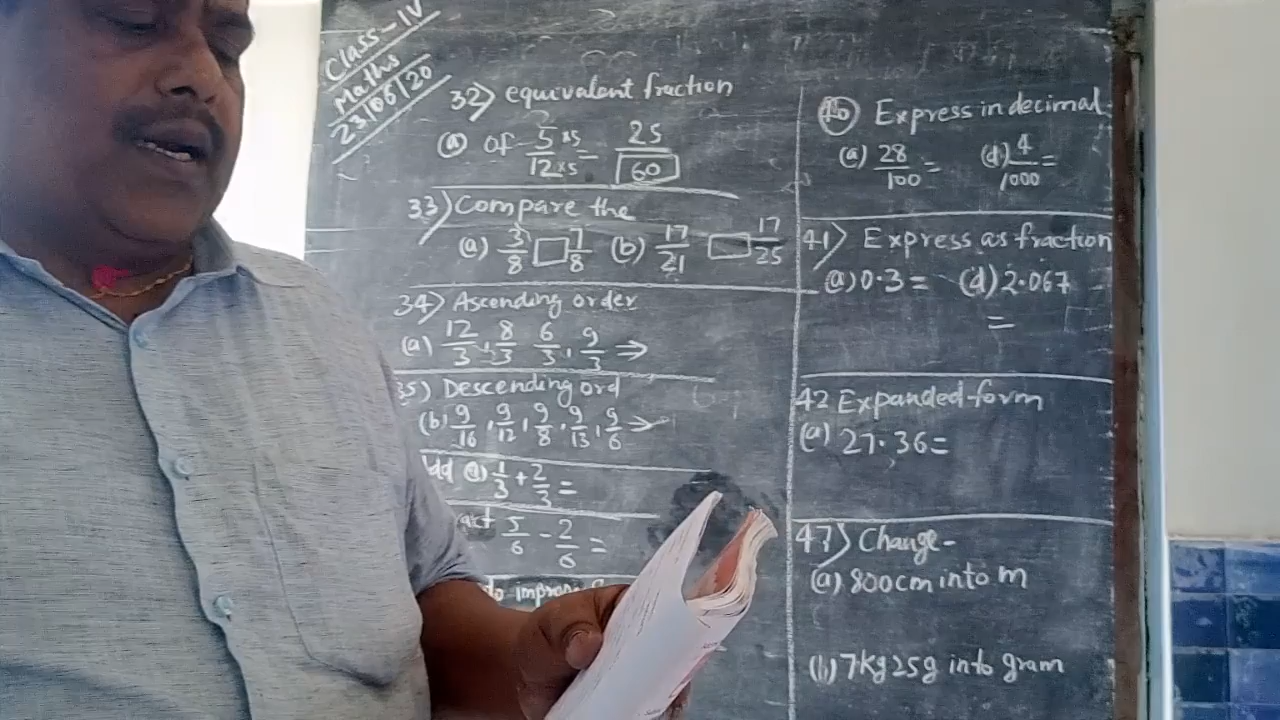 Class-IV
Maths
23/06/20
32) equivalent fraction
(a) of 5×5/12×5 = 25/60
33) Compare the
(a) 3/8 □ 7/8 (b) 17/21 □ 17/25
34) Ascending order
(a) 12/3, 8/3 6/3, 9/3 ⇒
35) Descending ord
(b) 9/16, 9/12, 9/8, 9/13, 9/6 →
dd (a) 1/3 + 2/3 =
act 5/6 - 2/6 =
40 Express in decimal
(a) 28/100 = (d) 4/1000 =
41) Express as fraction
(a) 0.3 = (d) 2.067
=
42 Expanded form
(a) 27.36 =
47) Change-
(a) 800cm into m
(b) 7kg 25g into gram